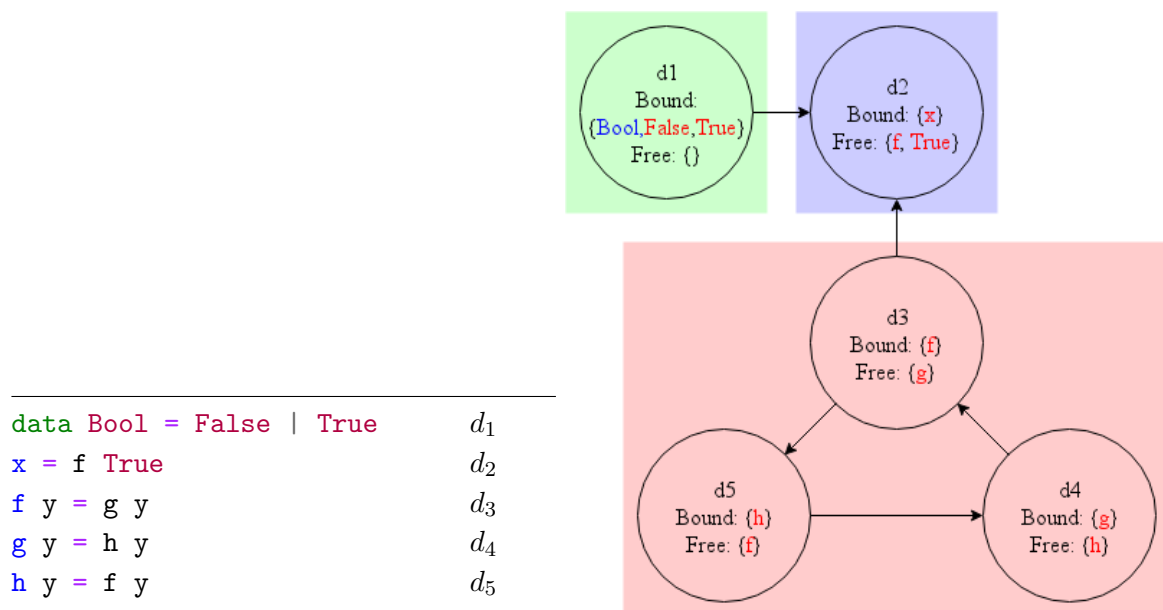 d1
Bound:
{Bool,False,True}
Free: {}
d2
Bound: {x}
Free: {f, True}
d3
Bound: {f}
Free: {g}
d5
Bound: {h}
Free: {f}
d4
Bound: {g}
Free: {h}
data Bool = False | True d₁
x = f True d₂
f y = g y d₃
g y = h y d₄
h y = f y d₅